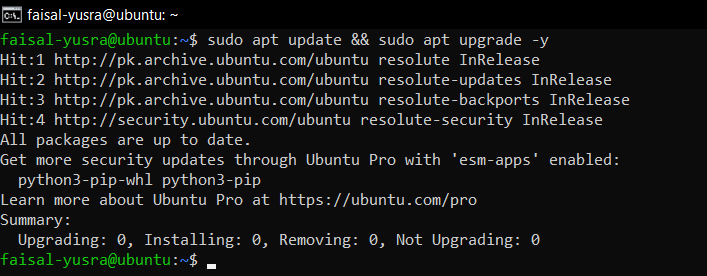 faisal-yusra@ubuntu: ~
faisal-yusra@ubuntu:~$ sudo apt update && sudo apt upgrade -y
Hit:1 http://pk.archive.ubuntu.com/ubuntu resolute InRelease
Hit:2 http://pk.archive.ubuntu.com/ubuntu resolute-updates InRelease
Hit:3 http://pk.archive.ubuntu.com/ubuntu resolute-backports InRelease
Hit:4 http://security.ubuntu.com/ubuntu resolute-security InRelease
All packages are up to date.
Get more security updates through Ubuntu Pro with 'esm-apps' enabled:
  python3-pip-whl python3-pip
Learn more about Ubuntu Pro at https://ubuntu.com/pro
Summary:
  Upgrading: 0, Installing: 0, Removing: 0, Not Upgrading: 0
faisal-yusra@ubuntu:~$